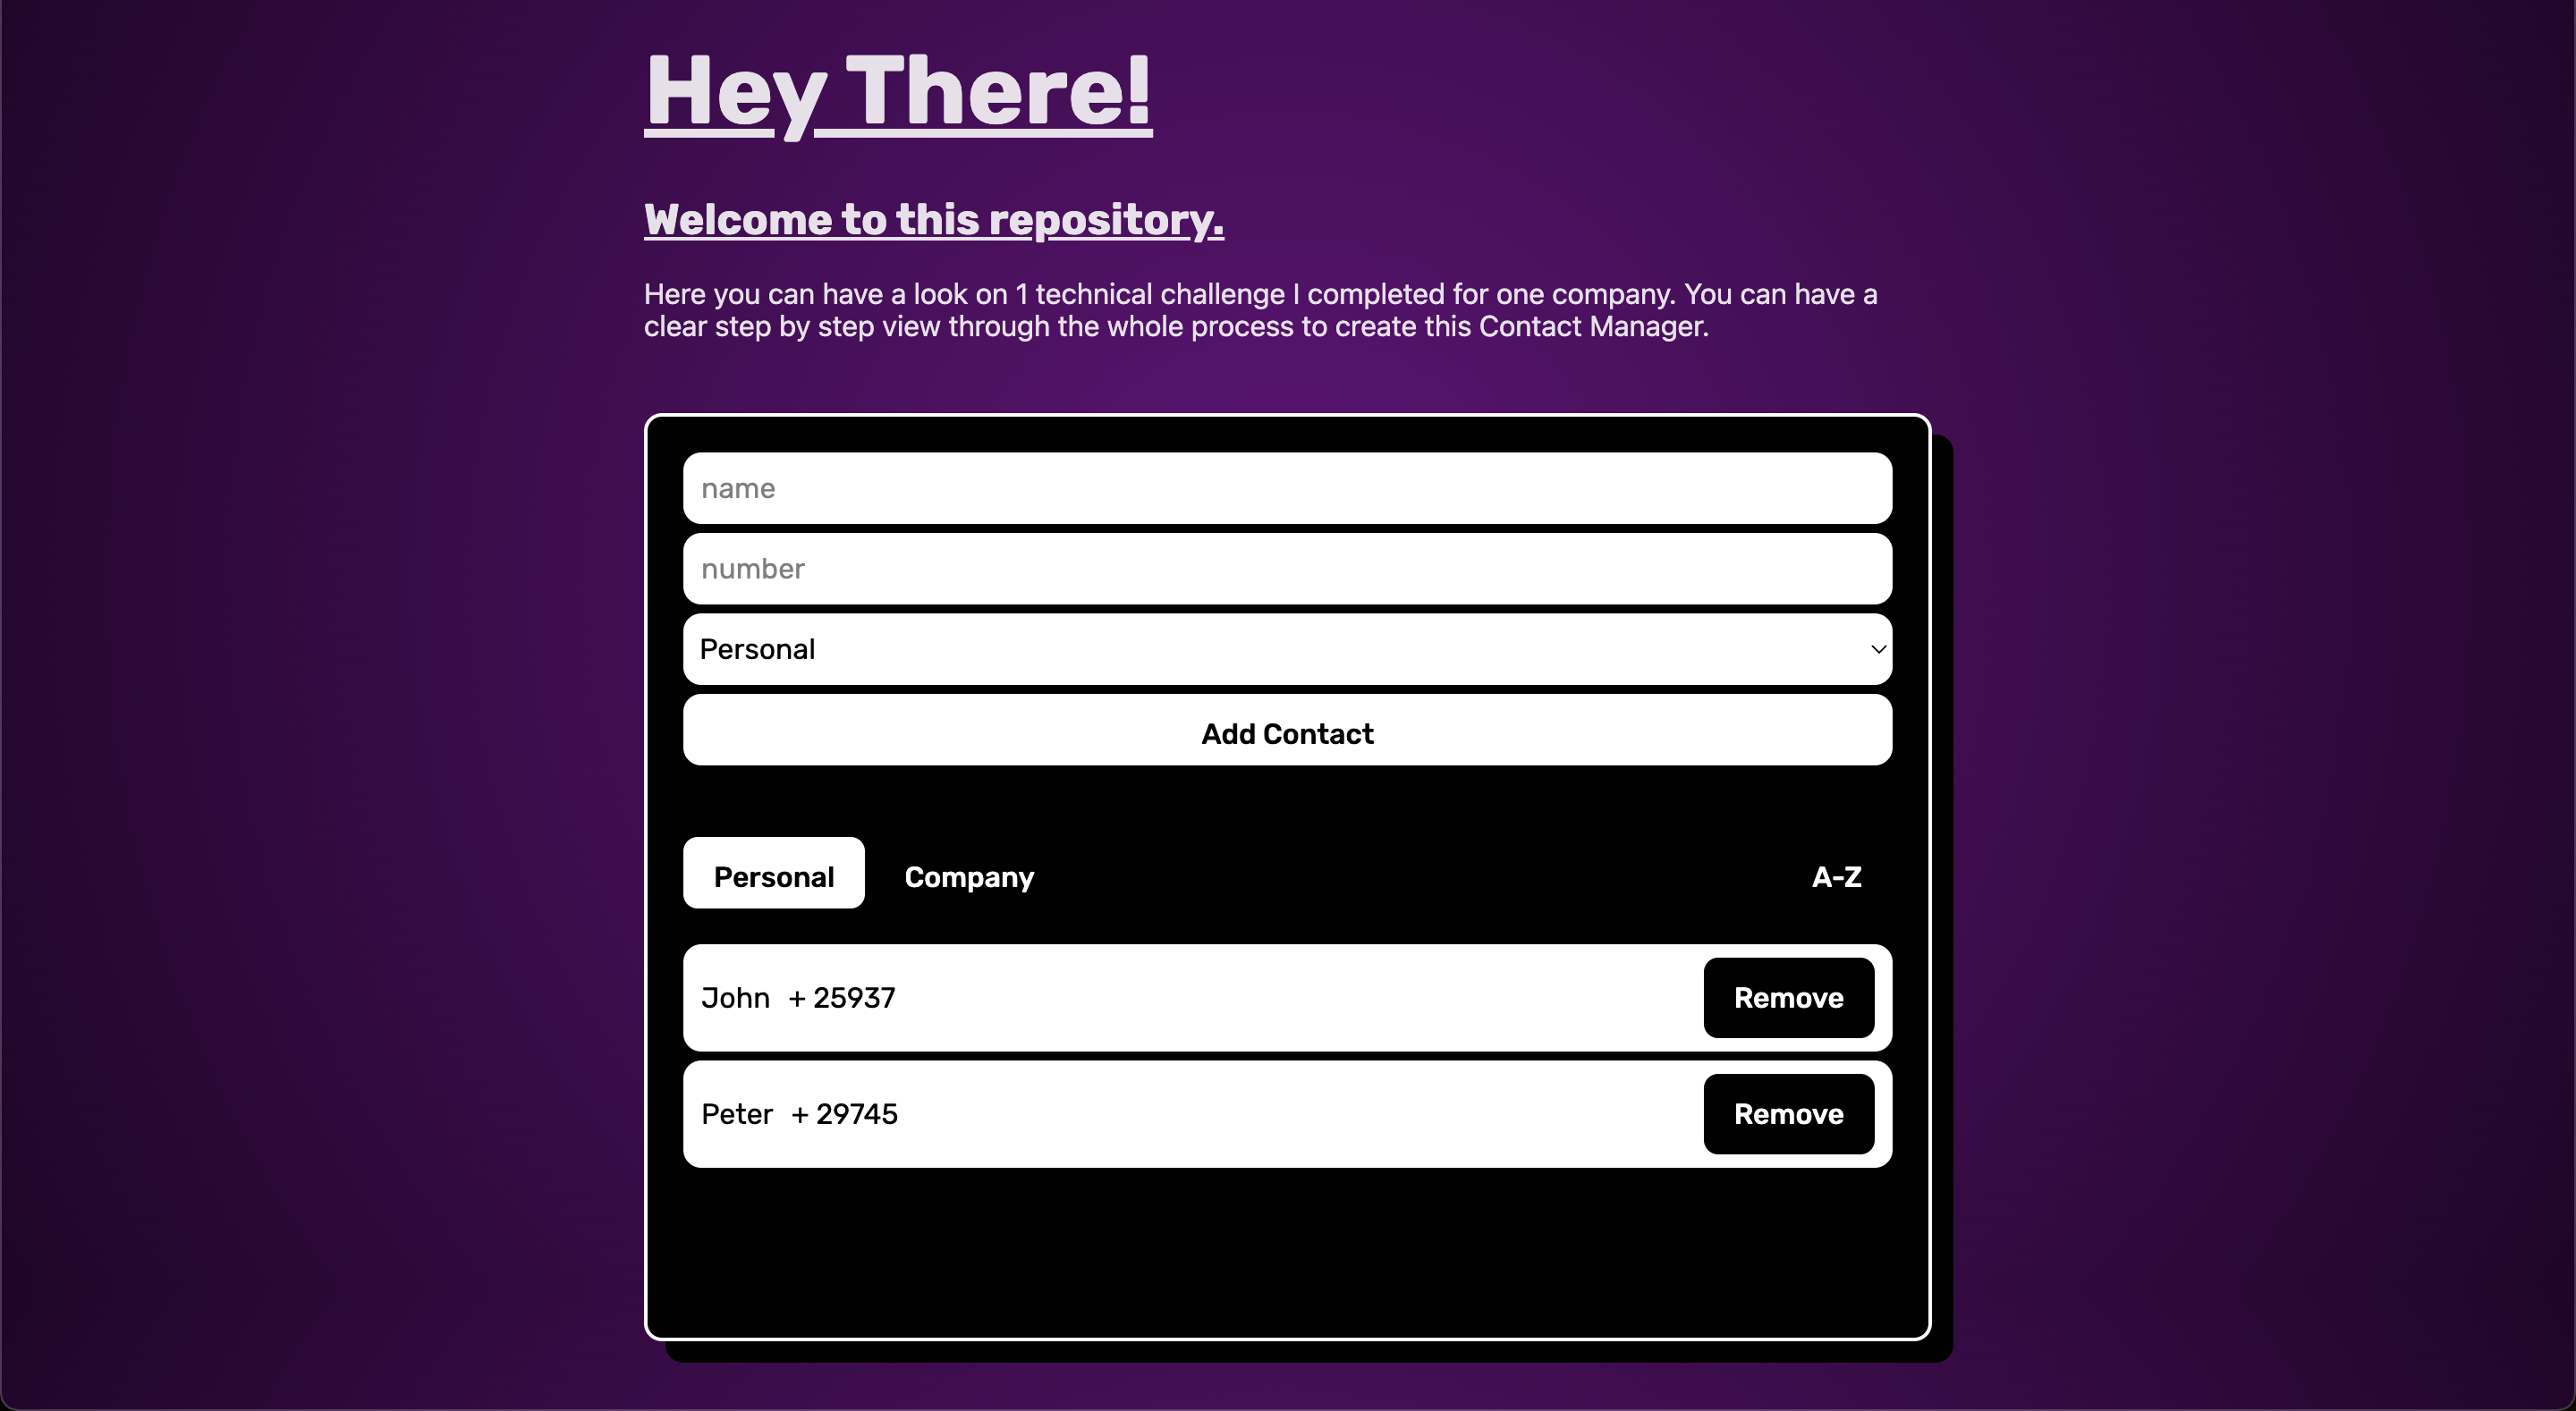 Hey There!
Welcome to this repository.
Here you can have a look on 1 technical challenge I completed for one company. You can have a
clear step by step view through the whole process to create this Contact Manager.
name
number
Personal
Add Contact
Personal Company A-Z
John + 25937 Remove
Peter + 29745 Remove